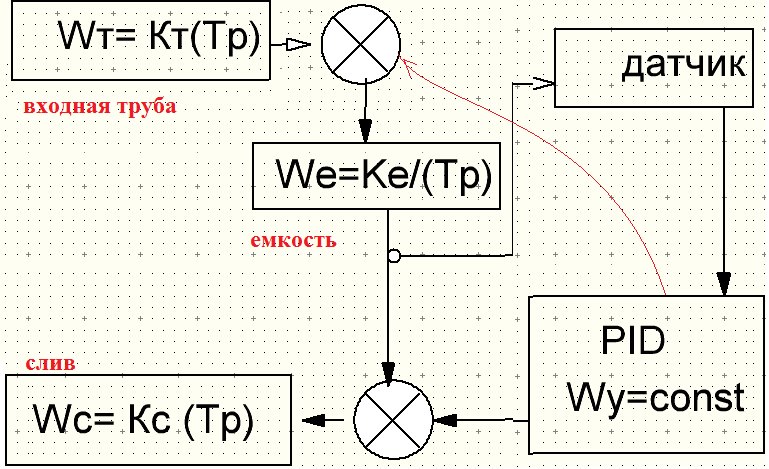 Wт= Кт(Тр)
входная труба
датчик
We=Ke/(Tp)
емкость
PID
Wy=const
слив
Wc= Кс (Тр)